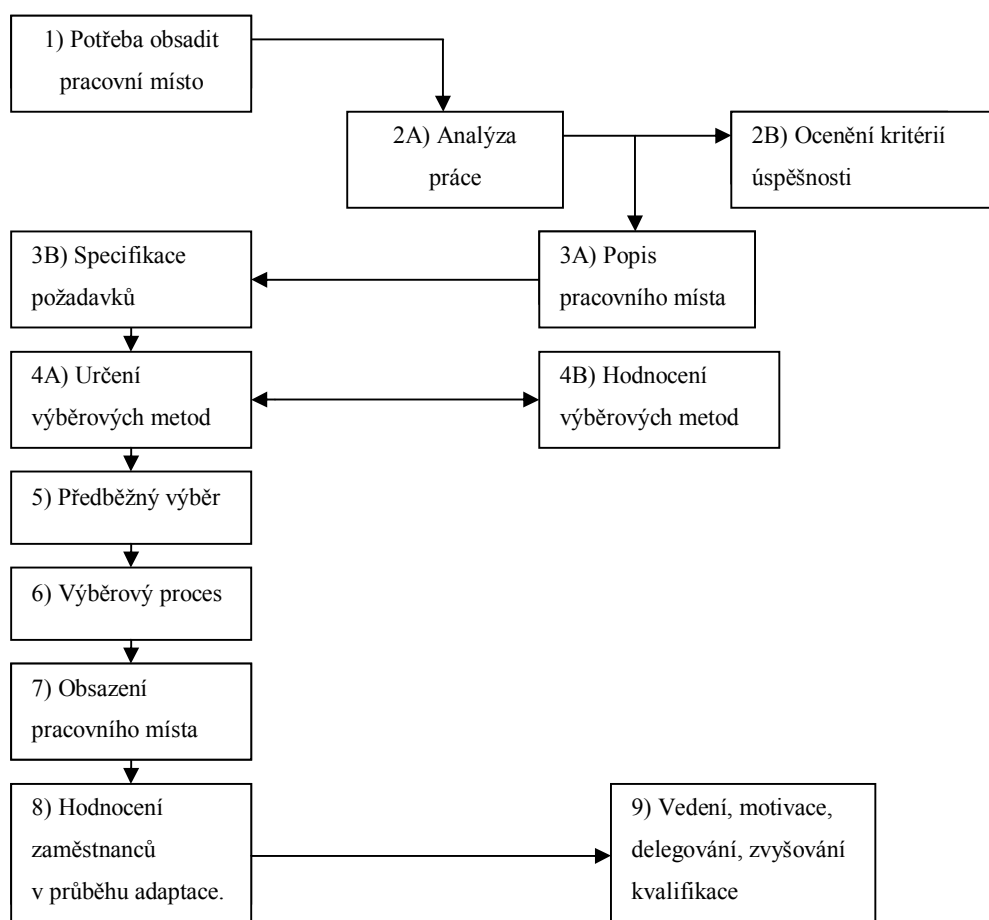 1) Potřeba obsadit
pracovní místo
2A) Analýza
práce
2B) Ocenění kritérií
úspěšnosti
3B) Specifikace
požadavků
3A) Popis
pracovního místa
4A) Určení
výběrových metod
4B) Hodnocení
výběrových metod
5) Předběžný výběr
6) Výběrový proces
7) Obsazení
pracovního místa
8) Hodnocení
zaměstnanců
v průběhu adaptace.
9) Vedení, motivace,
delegování, zvyšování
kvalifikace